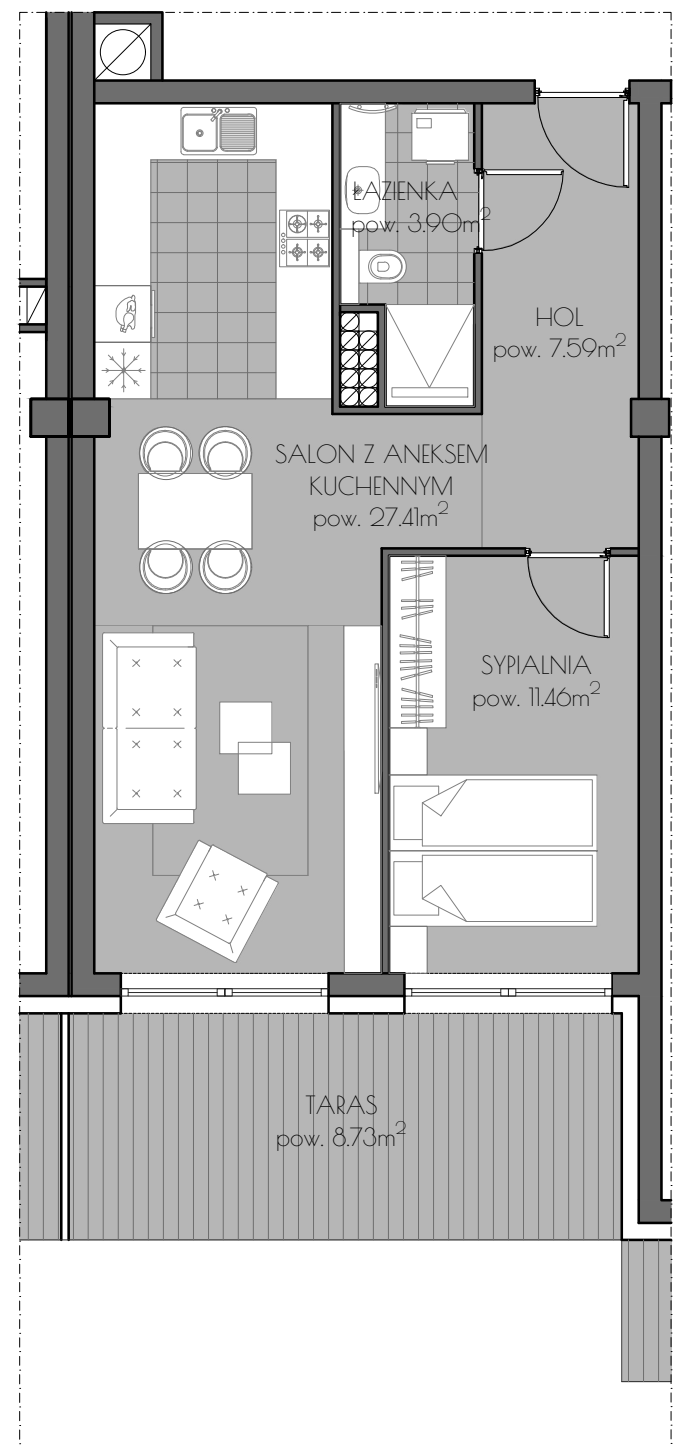 ŁAZIENKA
pow. 3.90m²
HOL
pow. 7.59m²
SALON Z ANEKSEM
KUCHENNYM
pow. 27.41m²
SYPIALNIA
pow. 11.46m²
TARAS
pow. 8.73m²